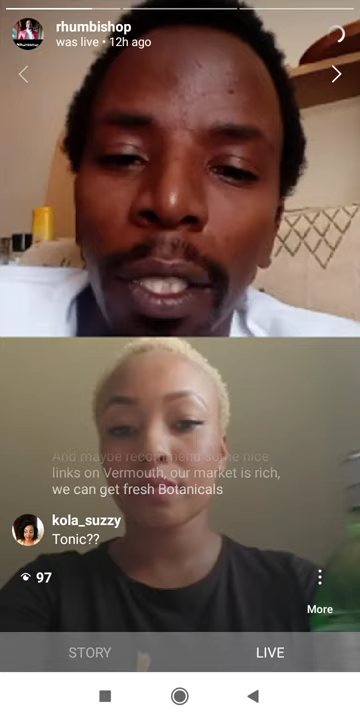 rhumbishop
was live • 12h ago
And maybe recommend some nice
links on Vermouth, our market is rich,
we can get fresh Botanicals
kola_suzzy
Tonic??
97
More
STORY
LIVE